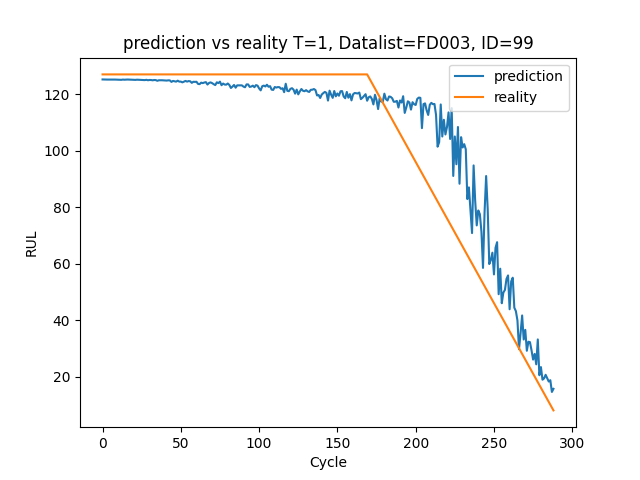 prediction vs reality T=1, Datalist=FD003, ID=99
prediction
reality
RUL
120
100
80
60
40
20
0 50 100 150 200 250 300
Cycle